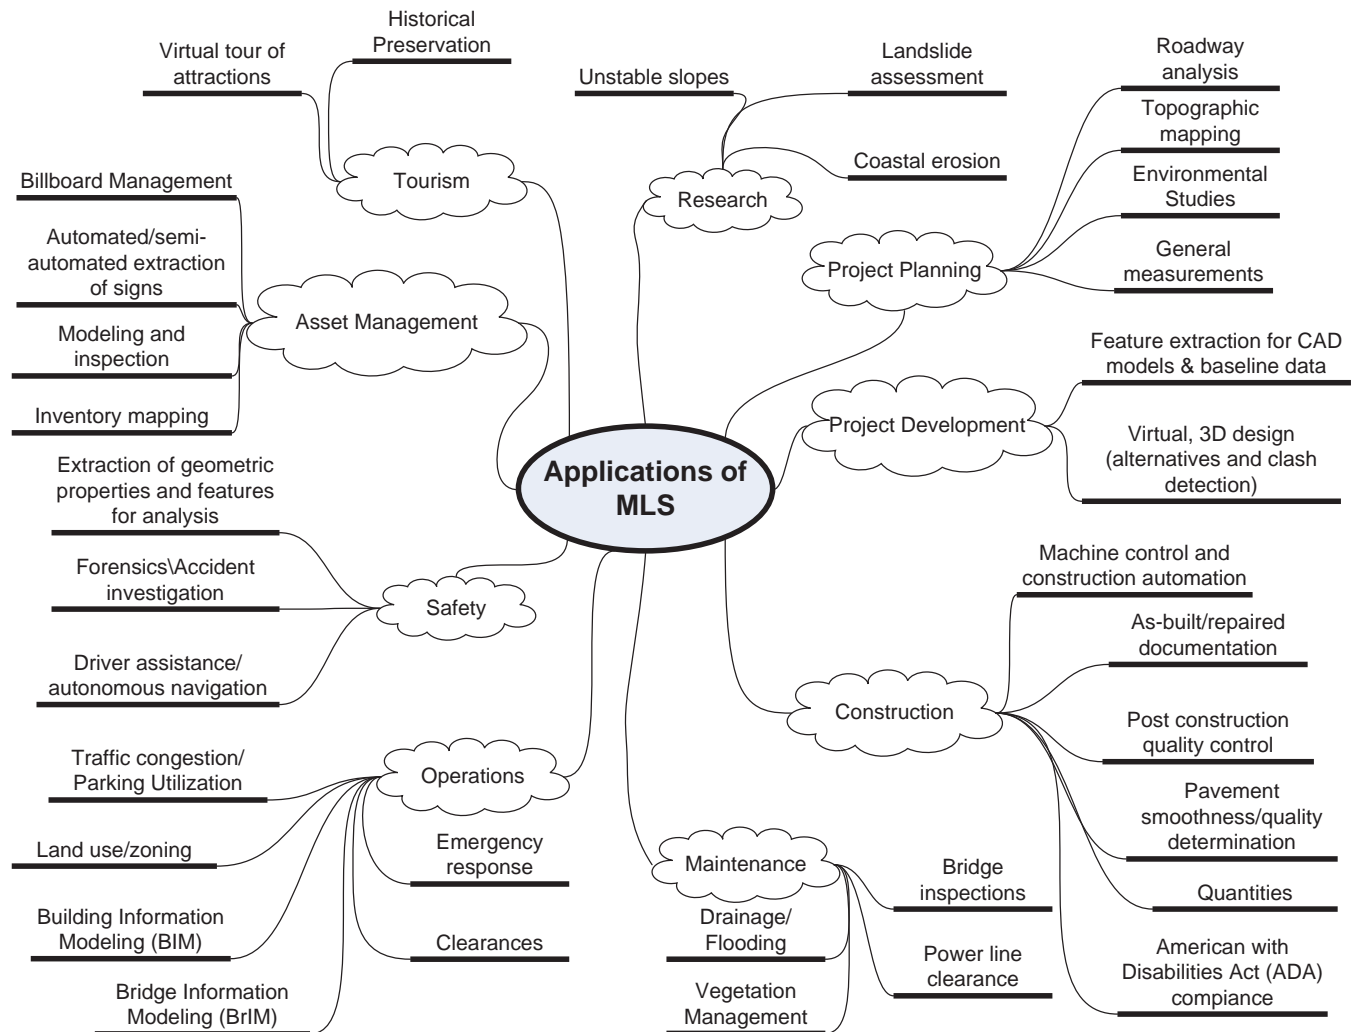 Historical
Preservation
Virtual tour of
attractions
Tourism
Unstable slopes
Landslide
assessment
Coastal erosion
Research
Roadway
analysis
Topographic
mapping
Environmental
Studies
General
measurements
Project Planning
Billboard Management
Automated/semi-
automated extraction
of signs
Modeling and
inspection
Inventory mapping
Asset Management
Feature extraction for CAD
models & baseline data
Virtual, 3D design
(alternatives and clash
detection)
Project Development
Applications of
MLS
Extraction of geometric
properties and features
for analysis
Forensics\Accident
investigation
Driver assistance/
autonomous navigation
Safety
Machine control and
construction automation
As-built/repaired
documentation
Post construction
quality control
Pavement
smoothness/quality
determination
Quantities
American with
Disabilities Act (ADA)
compiance
Construction
Traffic congestion/
Parking Utilization
Land use/zoning
Building Information
Modeling (BIM)
Bridge Information
Modeling (BrIM)
Operations
Emergency
response
Clearances
Maintenance
Drainage/
Flooding
Vegetation
Management
Bridge
inspections
Power line
clearance